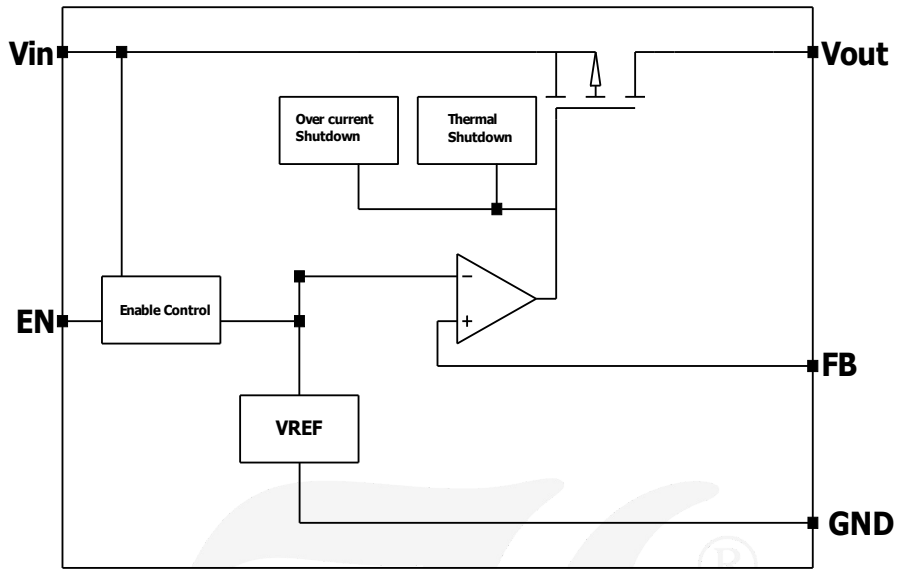 Vin
Vout
Over current
Shutdown
Thermal
Shutdown
−
Enable Control
EN
+
FB
VREF
GND
®